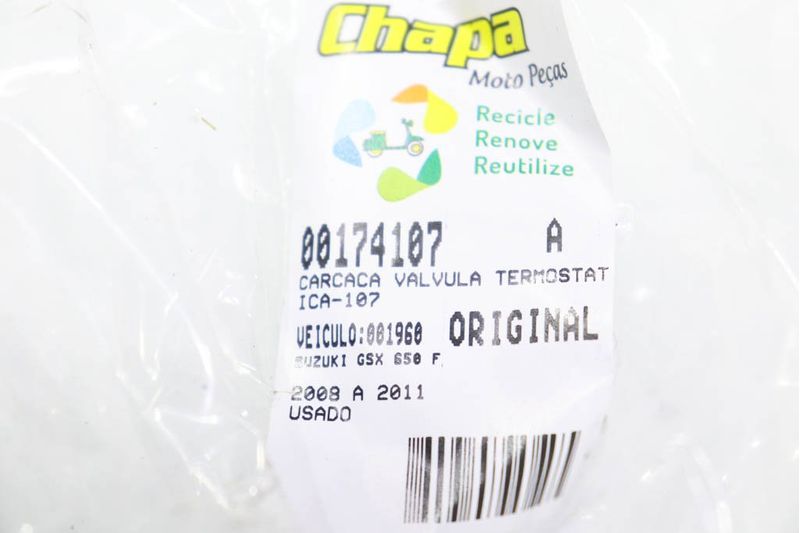 Chapa
Moto Peças
Recicle
Renove
Reutilize
00174107 A
CARCACA VALVULA TERMOSTAT
ICA-107
VEICULO:001960 ORIGINAL
SUZUKI GSX 650 F
2008 A 2011
USADO